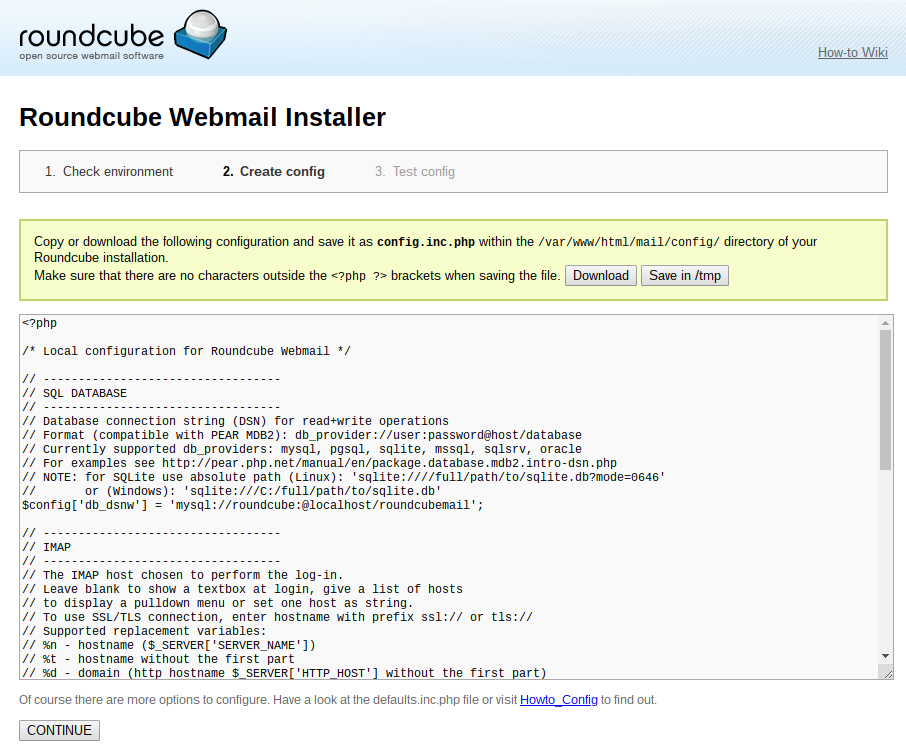 roundcube
open source webmail software
How-to Wiki
Roundcube Webmail Installer
1. Check environment 2. Create config 3. Test config
Copy or download the following configuration and save it as config.inc.php within the /var/www/html/mail/config/ directory of your
Roundcube installation.
Make sure that there are no characters outside the <?php ?> brackets when saving the file. Download Save in /tmp
<?php
/* Local configuration for Roundcube Webmail */
// ----------------------------------
// SQL DATABASE
// ----------------------------------
// Database connection string (DSN) for read+write operations
// Format (compatible with PEAR MDB2): db_provider://user:password@host/database
// Currently supported db_providers: mysql, pgsql, sqlite, mssql, sqlsrv, oracle
// For examples see http://pear.php.net/manual/en/package.database.mdb2.intro-dsn.php
// NOTE: for SQLite use absolute path (Linux): 'sqlite:////full/path/to/sqlite.db?mode=0646'
//       or (Windows): 'sqlite:///C:/full/path/to/sqlite.db'
$config['db_dsnw'] = 'mysql://roundcube:@localhost/roundcubemail';
// ----------------------------------
// IMAP
// ----------------------------------
// The IMAP host chosen to perform the log-in.
// Leave blank to show a textbox at login, give a list of hosts
// to display a pulldown menu or set one host as string.
// To use SSL/TLS connection, enter hostname with prefix ssl:// or tls://
// Supported replacement variables:
// %n - hostname ($_SERVER['SERVER_NAME'])
// %t - hostname without the first part
// %d - domain (http hostname $_SERVER['HTTP_HOST'] without the first part)
Of course there are more options to configure. Have a look at the defaults.inc.php file or visit Howto_Config to find out.
CONTINUE